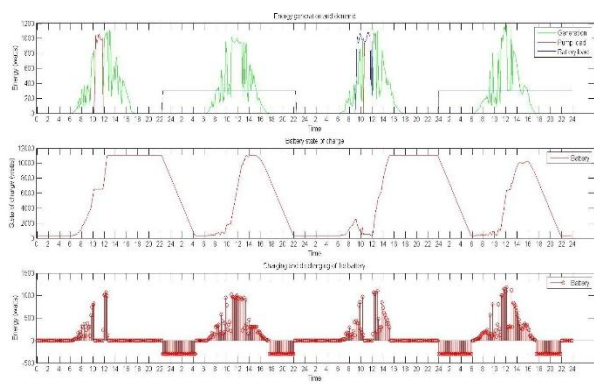 Energy generation and demand
Energy (watts)
1200
1000
800
600
400
200
0
Generation
Pump load
Battery load
0 2 4 6 8 10 12 14 16 18 20 22 24 2 4 6 8 10 12 14 16 18 20 22 24 2 4 6 8 10 12 14 16 18 20 22 24 2 4 6 8 10 12 14 16 18 20 22 24
Time
Battery state of charge
State of charge (watts)
12000
10000
8000
6000
4000
2000
0
Battery
0 2 4 6 8 10 12 14 16 18 20 22 24 2 4 6 8 10 12 14 16 18 20 22 24 2 4 6 8 10 12 14 16 18 20 22 24 2 4 6 8 10 12 14 16 18 20 22 24
Time
Charging and discharging of the battery
Energy (watts)
1500
1000
500
0
-500
Battery
0 2 4 6 8 10 12 14 16 18 20 22 24 2 4 6 8 10 12 14 16 18 20 22 24 2 4 6 8 10 12 14 16 18 20 22 24 2 4 6 8 10 12 14 16 18 20 22 24
Time